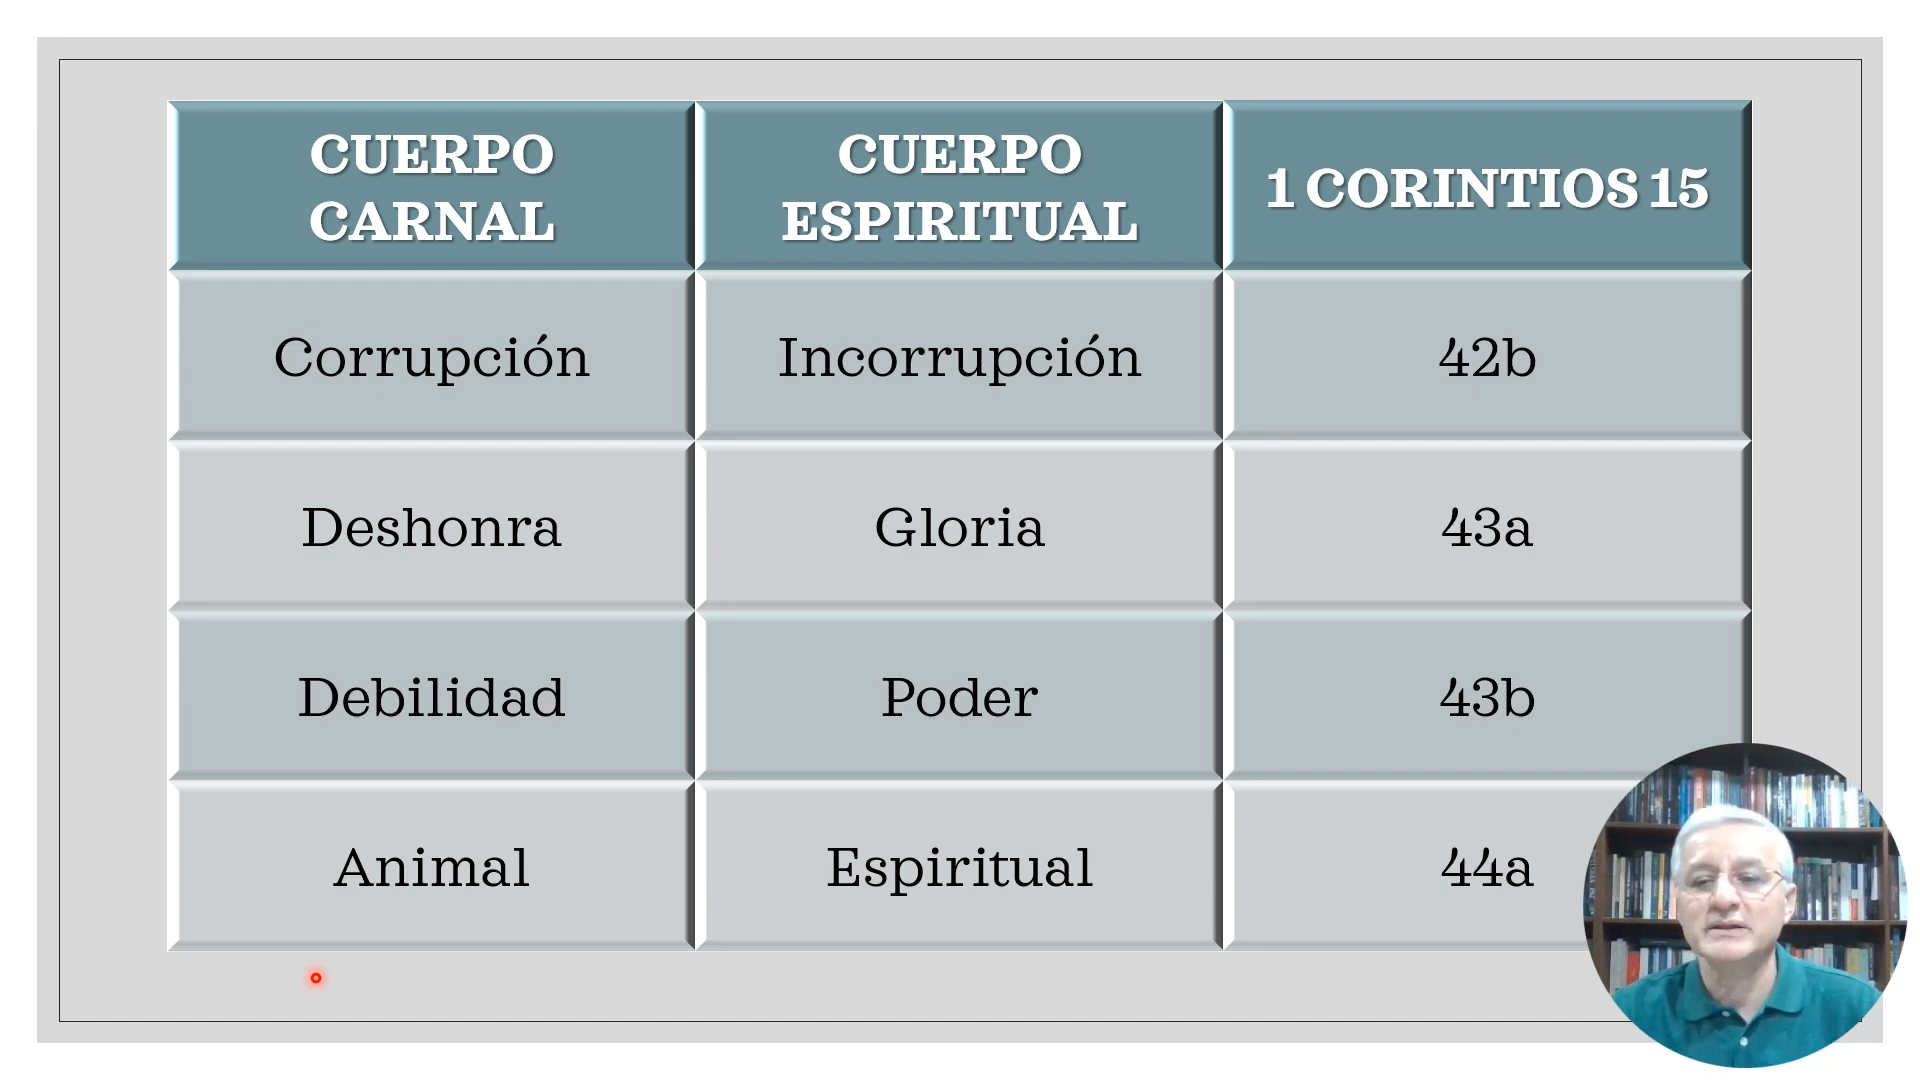 CUERPO
CARNAL
CUERPO
ESPIRITUAL
1 CORINTIOS 15
Corrupción
Incorrupción
42b
Deshonra
Gloria
43a
Debilidad
Poder
43b
Animal
Espiritual
44a